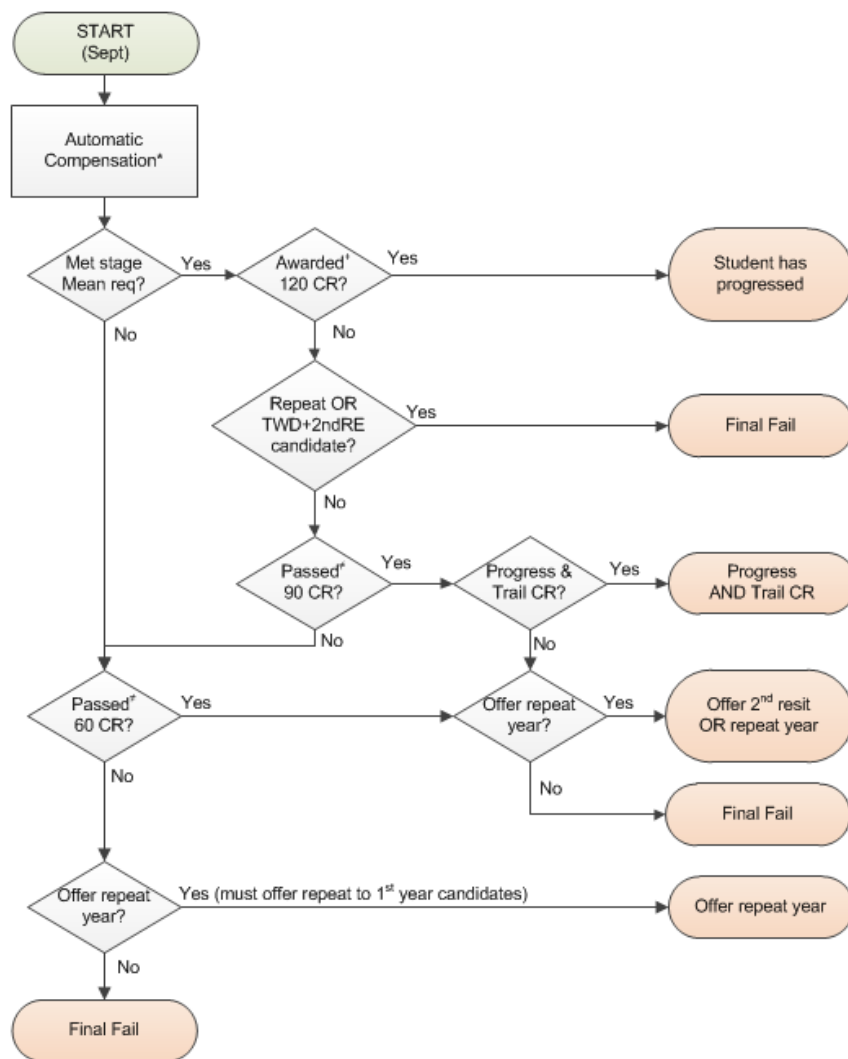 START
(Sept)
Automatic
Compensation*
Met stage
Mean req?
Yes
Awarded⁺
120 CR?
Yes
Student has
progressed
No
No
Repeat OR
TWD+2ndRE
candidate?
Yes
Final Fail
No
Passed≠
90 CR?
Yes
Progress &
Trail CR?
Yes
Progress
AND Trail CR
No
No
Passed≠
60 CR?
Yes
Offer repeat
year?
Yes
Offer 2nd resit
OR repeat year
No
No
Final Fail
Offer repeat
year?
Yes (must offer repeat to 1st year candidates)
Offer repeat year
No
Final Fail